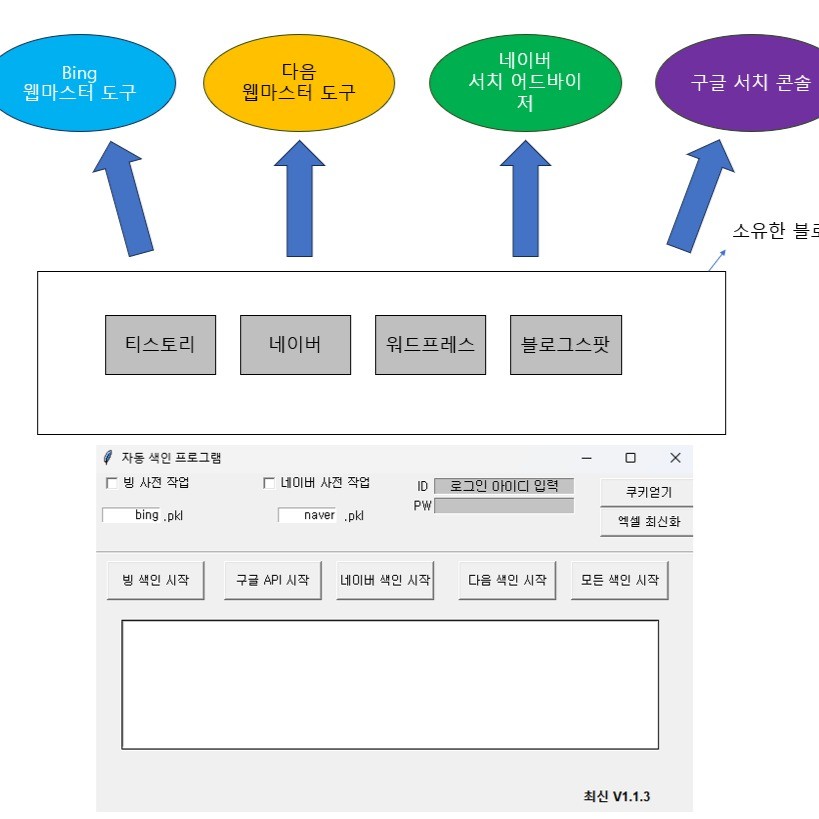 Bing
웹마스터 도구
다음
웹마스터 도구
네이버
서치 어드바이
저
구글 서치 콘솔
소유한
티스토리
네이버
워드프레스
블로그스팟
자동 색인 프로그램
빙 사전 작업
네이버 사전 작업
ID 로그인 아이디 입력
쿠키얻기
bing .pkl
naver .pkl
PW
엑셀 최신화
빙 색인 시작
구글 API 시작
네이버 색인 시작
다음 색인 시작
모든 색인 시작
최신 V1.1.3